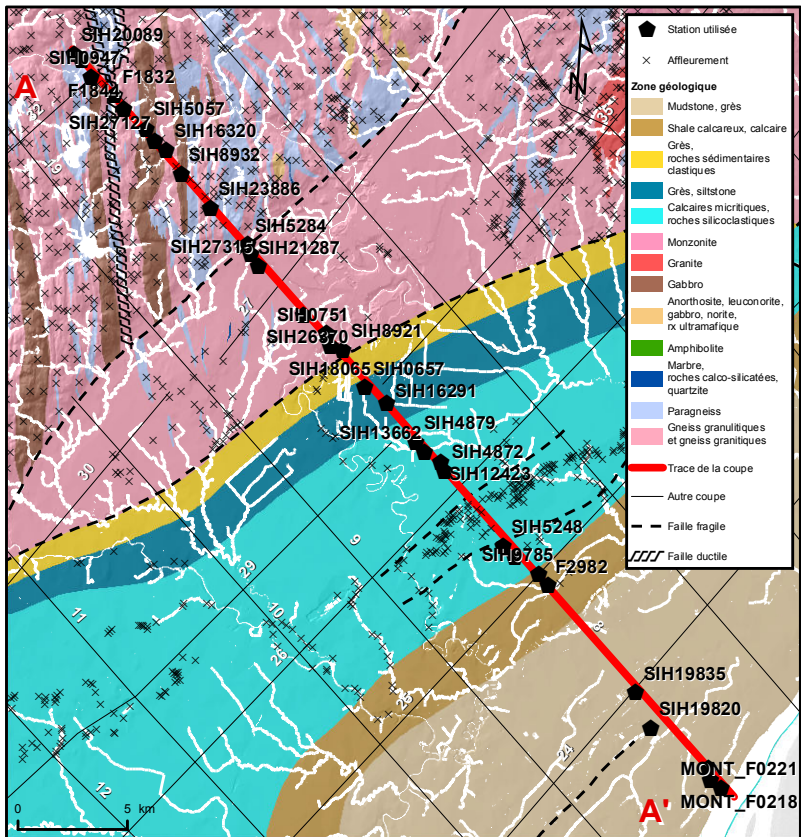 SIH20089
SIH0947
A
F1832
F1844
SIH5057
SIH27127
SIH16320
SIH8932
SIH23886
SIH5284
SIH27315
SIH21287
SIH0751
SIH8921
SIH26370
SIH18065
SIH0657
SIH16291
SIH4879
SIH13662
SIH4872
SIH12423
SIH5248
SIH9785
F2982
SIH19835
SIH19820
MONT_F0221
MONT_F0218
A'
N
32
19
35
27
30
9
29
11
10
26
8
25
24
12
0 5 km
Station utilisée
Affleurement
Zone géologique
Mudstone, grès
Shale calcareux, calcaire
Grès,
roches sédimentaires
clastiques
Grès, siltstone
Calcaires micritiques,
roches silicoclastiques
Monzonite
Granite
Gabbro
Anorthosite, leuconorite,
gabbro, norite,
rx ultramafique
Amphibolite
Marbre,
roches calco-silicatées,
quartzite
Paragneiss
Gneiss granulitiques
et gneiss granitiques
Trace de la coupe
Autre coupe
Faille fragile
Faille ductile